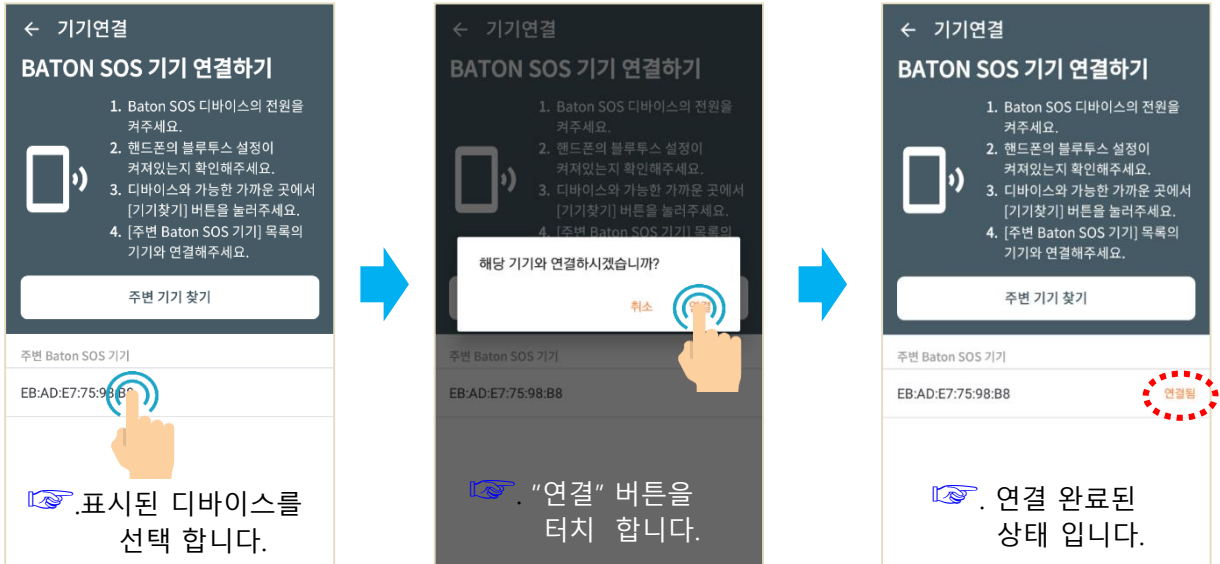 ← 기기연결
BATON SOS 기기 연결하기
1. Baton SOS 디바이스의 전원을
켜주세요.
2. 핸드폰의 블루투스 설정이
켜져있는지 확인해주세요.
3. 디바이스와 가능한 가까운 곳에서
[기기찾기] 버튼을 눌러주세요.
4. [주변 Baton SOS 기기] 목록의
기기와 연결해주세요.
주변 기기 찾기
주변 Baton SOS 기기
EB:AD:E7:75:98:B8
☞.표시된 디바이스를
선택 합니다.
← 기기연결
BATON SOS 기기 연결하기
1. Baton SOS 디바이스의 전원을
켜주세요.
2. 핸드폰의 블루투스 설정이
켜져있는지 확인해주세요.
3. 디바이스와 가능한 가까운 곳에서
[기기찾기] 버튼을 눌러주세요.
4. [주변 Baton SOS 기기] 목록의
해당 기기와 연결하시겠습니까?
취소 연결
주변 Baton SOS 기기
EB:AD:E7:75:98:B8
☞. "연결" 버튼을
터치 합니다.
← 기기연결
BATON SOS 기기 연결하기
1. Baton SOS 디바이스의 전원을
켜주세요.
2. 핸드폰의 블루투스 설정이
켜져있는지 확인해주세요.
3. 디바이스와 가능한 가까운 곳에서
[기기찾기] 버튼을 눌러주세요.
4. [주변 Baton SOS 기기] 목록의
기기와 연결해주세요.
주변 기기 찾기
주변 Baton SOS 기기
EB:AD:E7:75:98:B8 연결됨
☞. 연결 완료된
상태 입니다.